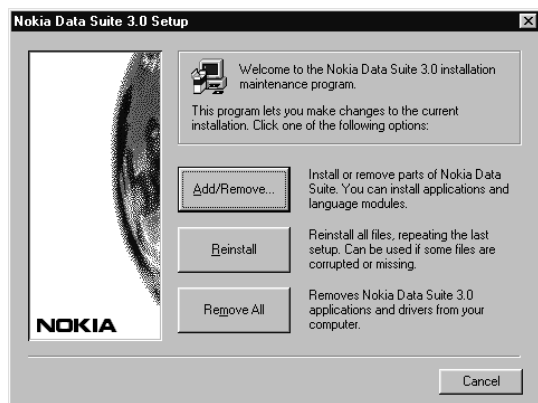 Nokia Data Suite 3.0 Setup
Welcome to the Nokia Data Suite 3.0 installation
maintenance program.
This program lets you make changes to the current
installation. Click one of the following options:
Add/Remove...
Install or remove parts of Nokia Data
Suite. You can install applications and
language modules.
Reinstall
Reinstall all files, repeating the last
setup. Can be used if some files are
corrupted or missing.
Remove All
Removes Nokia Data Suite 3.0
applications and drivers from your
computer.
NOKIA
Cancel